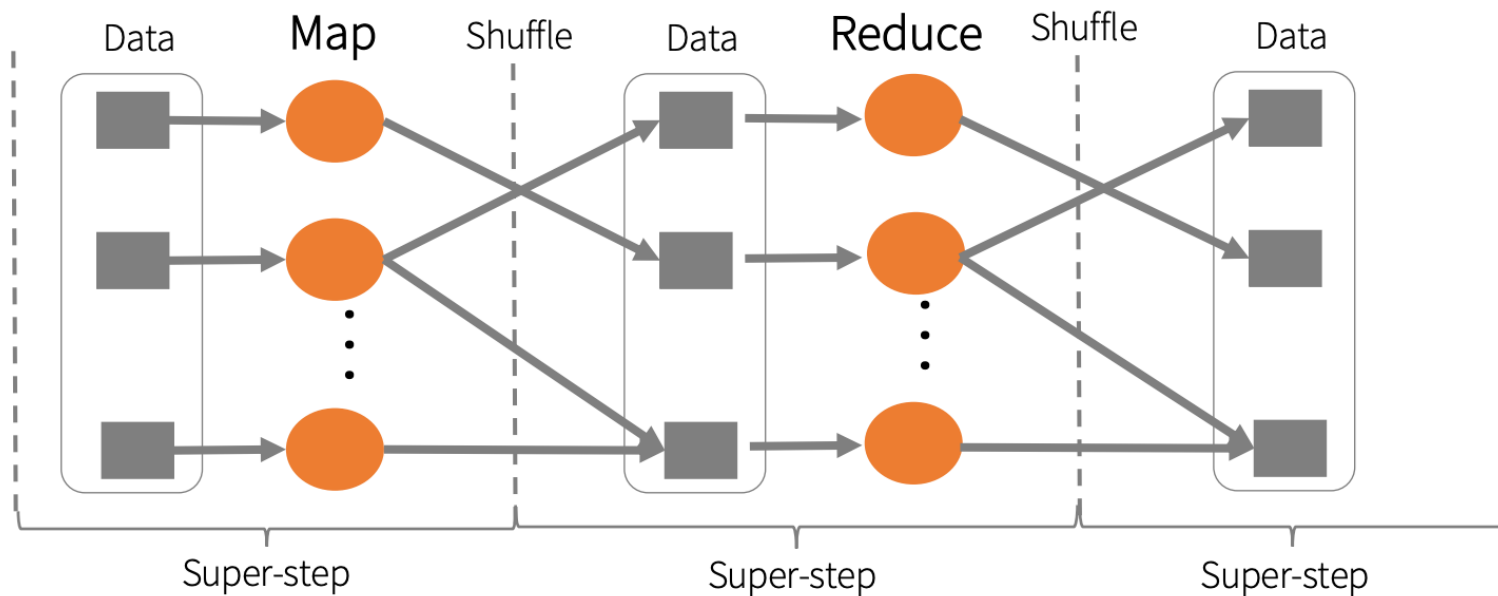 Data
Map
Shuffle
Data
Reduce
Shuffle
Data
Super-step
Super-step
Super-step